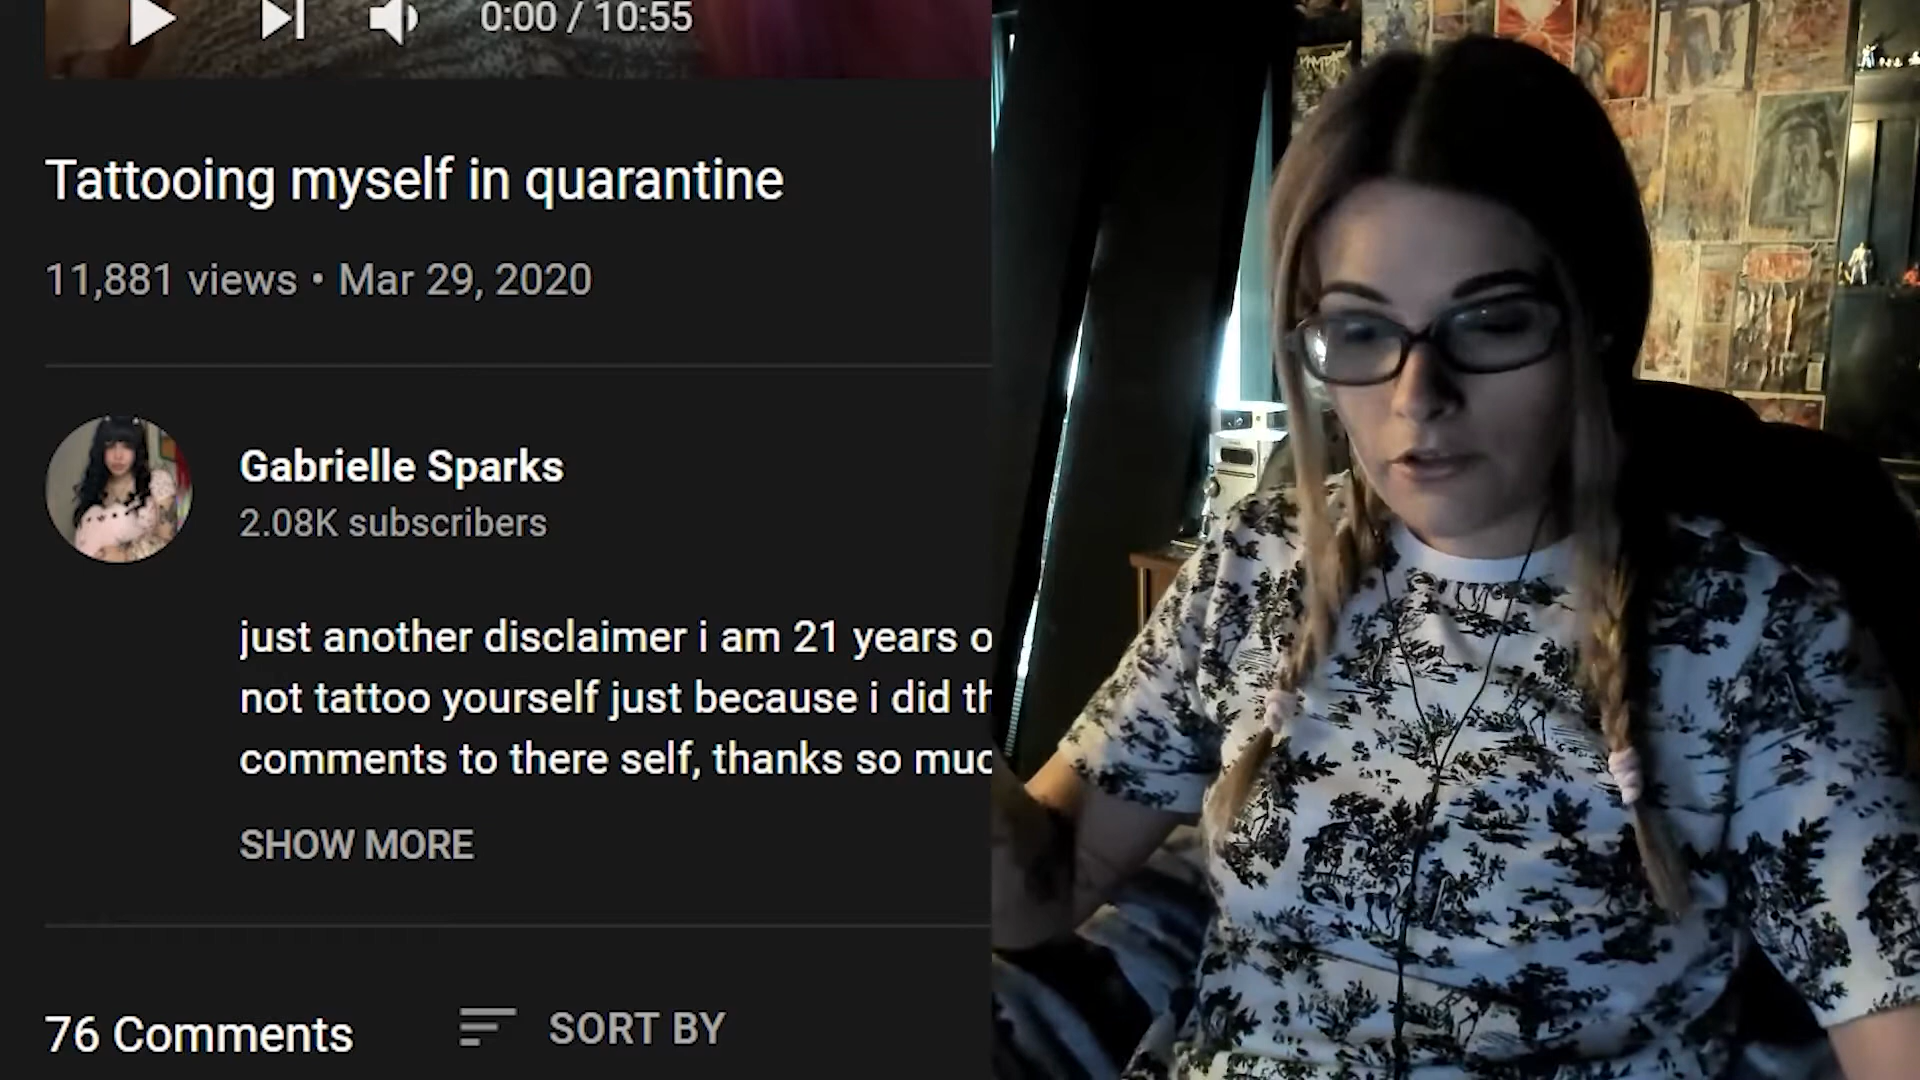 0:00 / 10:55
Tattooing myself in quarantine
11,881 views • Mar 29, 2020
Gabrielle Sparks
2.08K subscribers
just another disclaimer i am 21 years
not tattoo yourself just because i did
comments to there self, thanks so
SHOW MORE
76 Comments
SORT BY